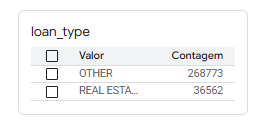 loan_type
Valor Contagem
OTHER 268773
REAL ESTA... 36562